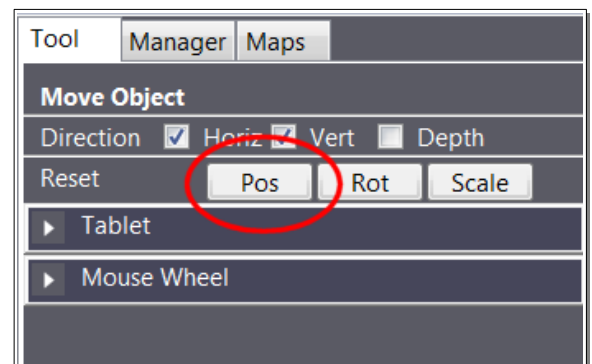 Tool Manager Maps
Move Object
Direction Horiz Vert Depth
Reset Pos Rot Scale
Tablet
Mouse Wheel